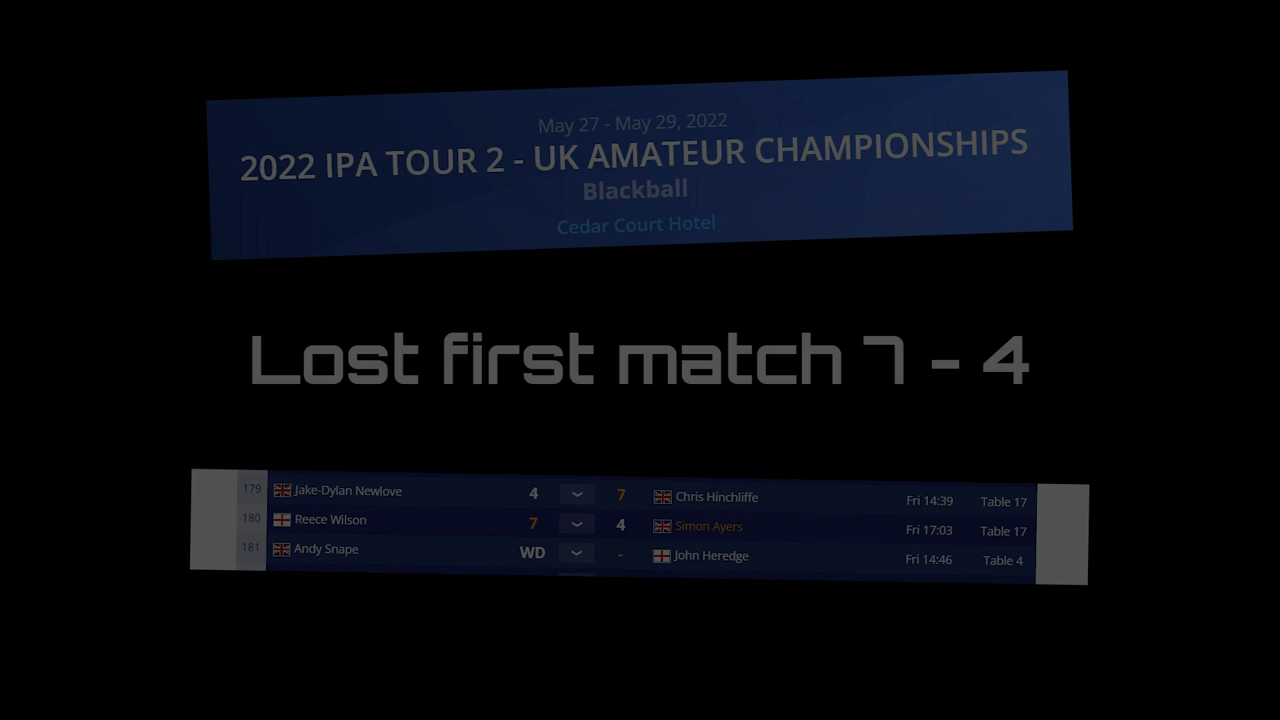 May 27 - May 29, 2022
2022 IPA TOUR 2 - UK AMATEUR CHAMPIONSHIPS
Blackball
Cedar Court Hotel
Lost first match 7 - 4
179 Jake-Dylan Newlove 4 7 Chris Hinchliffe Fri 14:39 Table 17
180 Reece Wilson 7 4 Simon Ayers Fri 17:03 Table 17
181 Andy Snape WD - John Heredge Fri 14:46 Table 4